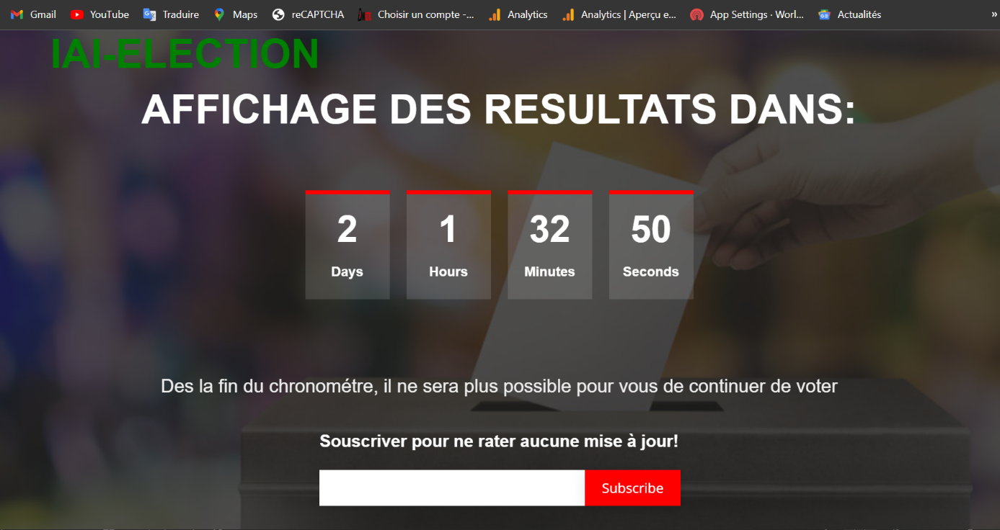 Gmail YouTube Traduire Maps reCAPTCHA Choisir un compte -... Analytics Analytics | Aperçu e... App Settings · Worl... Actualités »
IAI-ELECTION
AFFICHAGE DES RESULTATS DANS:
2 1 32 50
Days Hours Minutes Seconds
Des la fin du chronométre, il ne sera plus possible pour vous de continuer de voter
Souscriver pour ne rater aucune mise à jour!
Subscribe